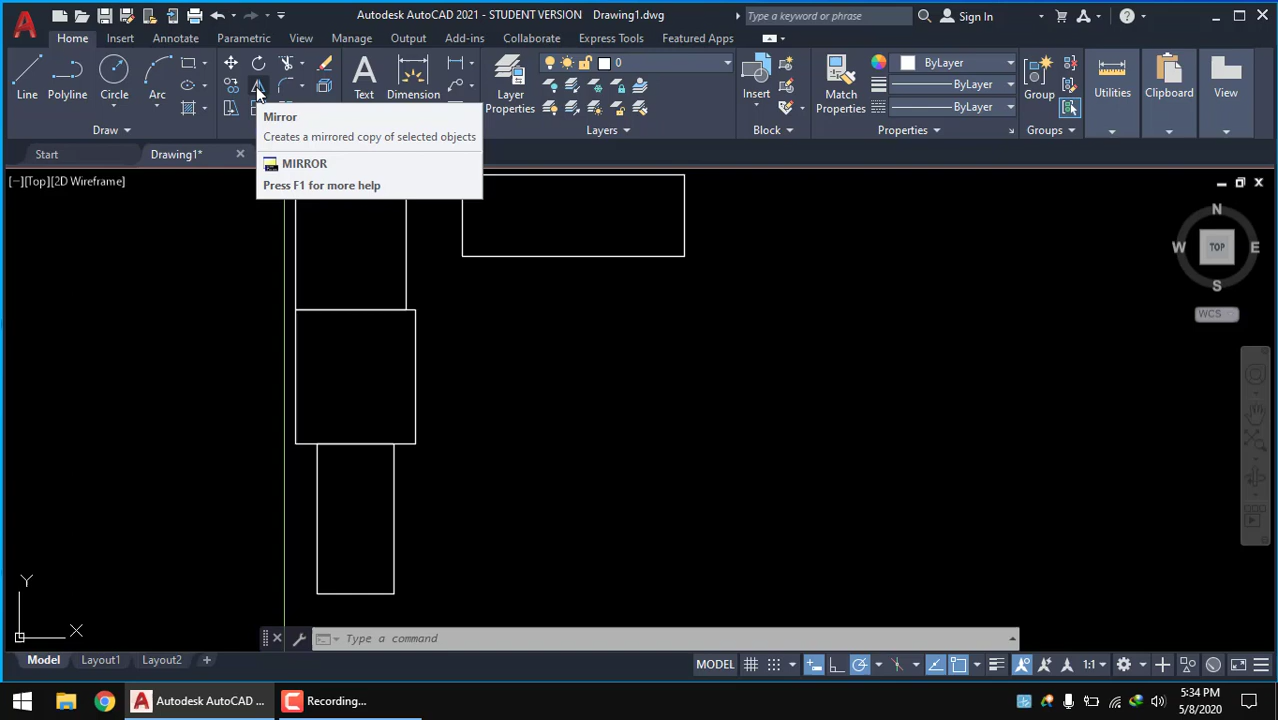 Autodesk AutoCAD 2021 - STUDENT VERSION Drawing1.dwg
Type a keyword or phrase
Sign In
Home Insert Annotate Parametric View Manage Output Add-ins Collaborate Express Tools Featured Apps
Line Polyline Circle Arc Text Dimension Layer Properties 0 Insert Match Properties ByLayer Group Utilities Clipboard View
ByLayer
ByLayer
Draw Layers Block Properties Groups
Mirror
Creates a mirrored copy of selected objects
MIRROR
Press F1 for more help
Start Drawing1*
[−][Top][2D Wireframe]
N
W TOP E
S
WCS
Y
X
Type a command
Model Layout1 Layout2 + MODEL 1:1
Autodesk AutoCAD ... Recording...
5:34 PM
5/8/2020